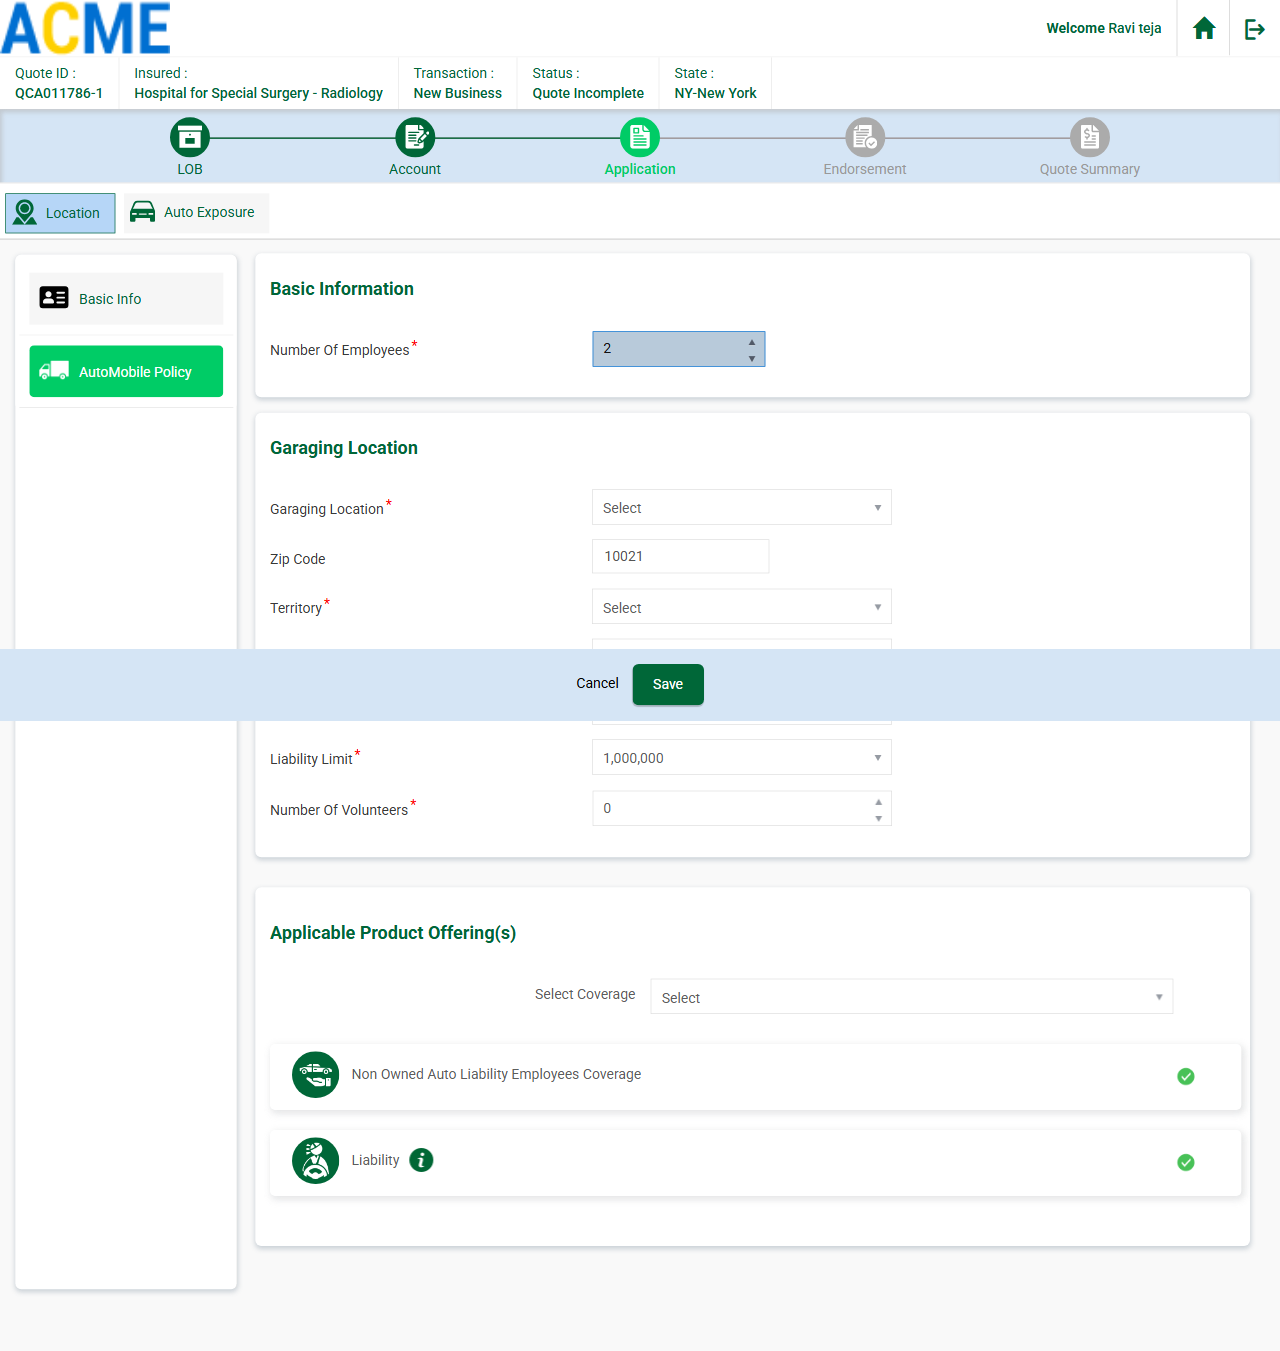 ACME
Welcome Ravi teja
Quote ID :
QCA011786-1
Insured :
Hospital for Special Surgery - Radiology
Transaction :
New Business
Status :
Quote Incomplete
State :
NY-New York
LOB
Account
Application
Endorsement
Quote Summary
Location
Auto Exposure
Basic Info
AutoMobile Policy
Basic Information
Number Of Employees*
2
Garaging Location
Garaging Location*
Select
Zip Code
10021
Territory*
Select
Cancel
Save
Liability Limit*
1,000,000
Number Of Volunteers*
0
Applicable Product Offering(s)
Select Coverage
Select
Non Owned Auto Liability Employees Coverage
Liability
i